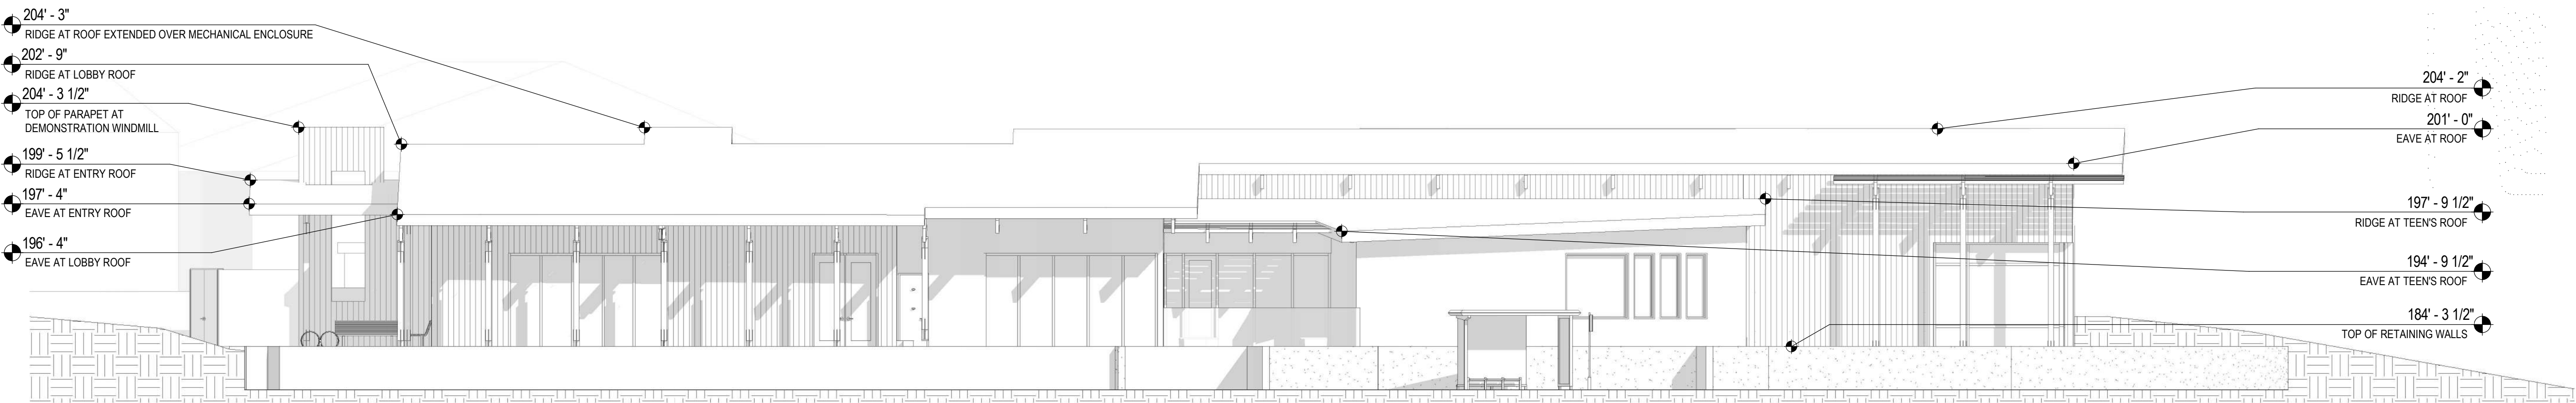 204' - 3"
RIDGE AT ROOF EXTENDED OVER MECHANICAL ENCLOSURE
202' - 9"
RIDGE AT LOBBY ROOF
204' - 3 1/2"
TOP OF PARAPET AT
DEMONSTRATION WINDMILL
199' - 5 1/2"
RIDGE AT ENTRY ROOF
197' - 4"
EAVE AT ENTRY ROOF
196' - 4"
EAVE AT LOBBY ROOF
204' - 2"
RIDGE AT ROOF
201' - 0"
EAVE AT ROOF
197' - 9 1/2"
RIDGE AT TEEN'S ROOF
194' - 9 1/2"
EAVE AT TEEN'S ROOF
184' - 3 1/2"
TOP OF RETAINING WALLS